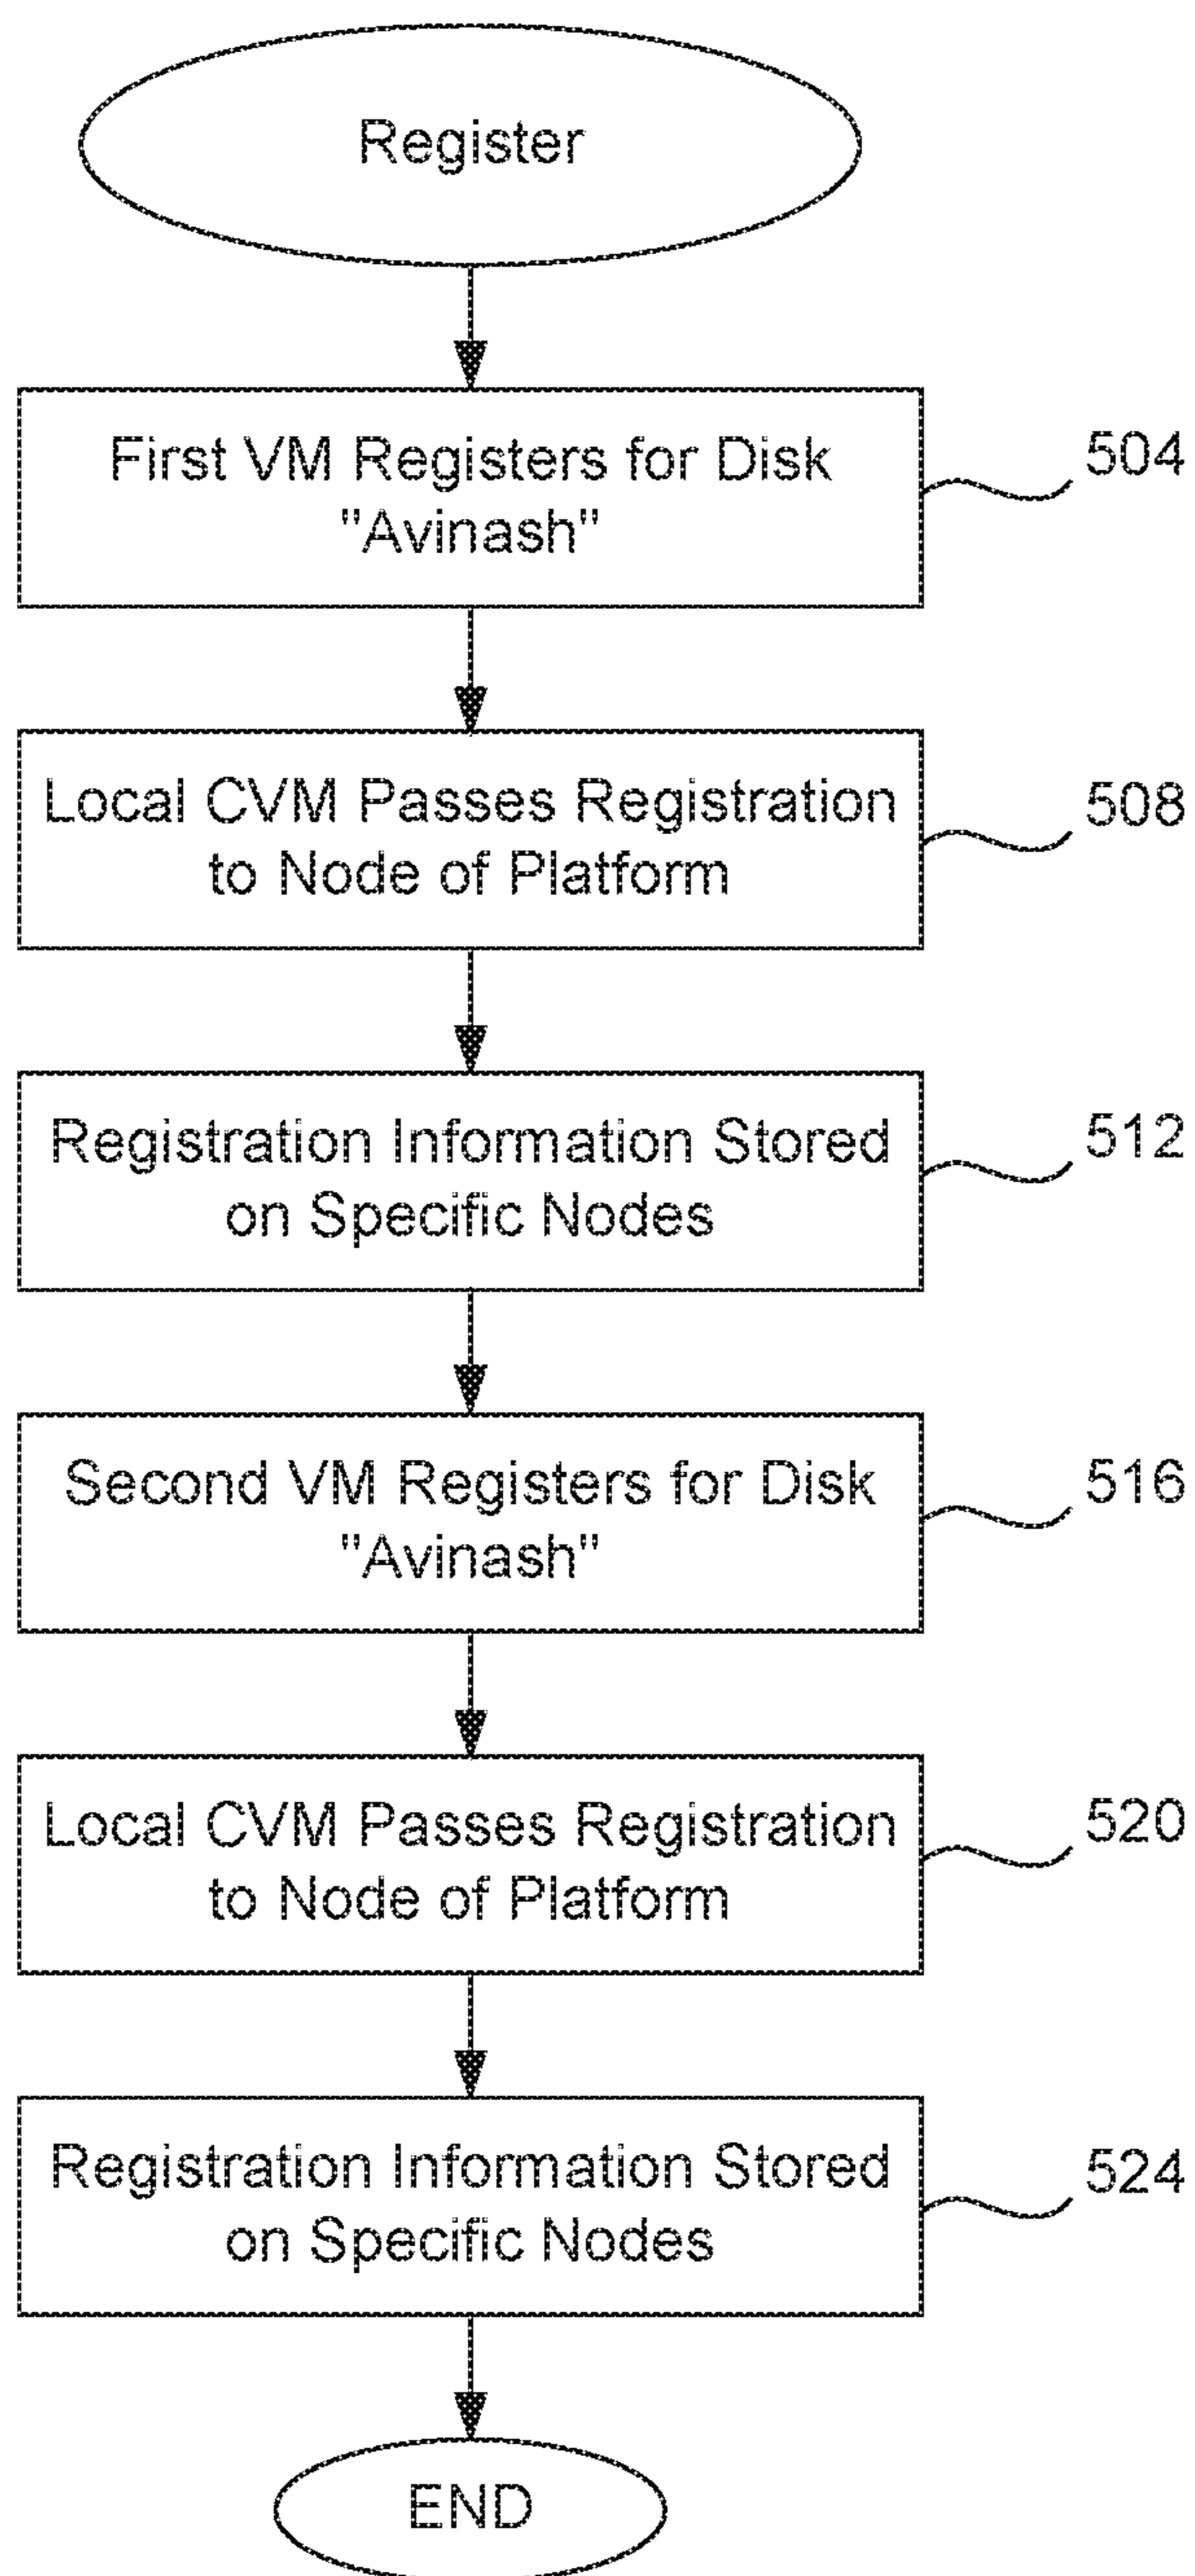 Register
First VM Registers for Disk
"Avinash"
504
Local CVM Passes Registration
to Node of Platform
508
Registration Information Stored
on Specific Nodes
512
Second VM Registers for Disk
"Avinash"
516
Local CVM Passes Registration
to Node of Platform
520
Registration Information Stored
on Specific Nodes
524
END